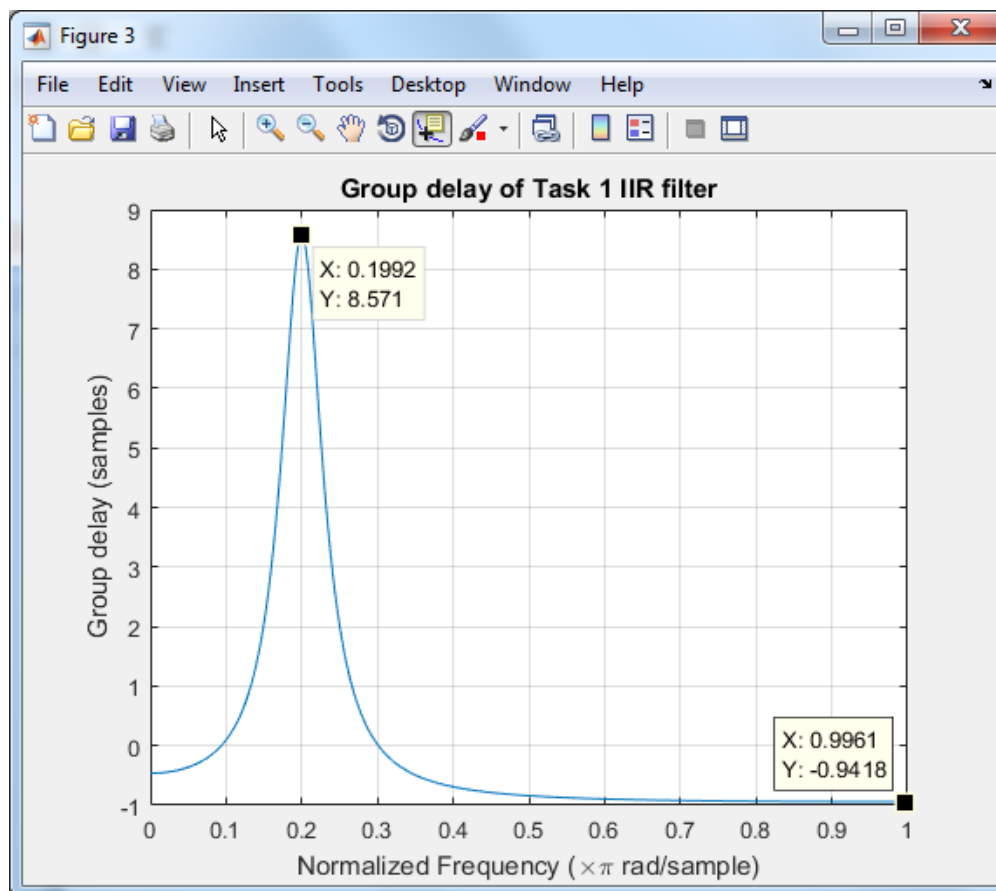 Figure 3
File Edit View Insert Tools Desktop Window Help
Group delay of Task 1 IIR filter
9
8
7
6
5
4
3
2
1
0
-1
Group delay (samples)
X: 0.1992
Y: 8.571
X: 0.9961
Y: -0.9418
0 0.1 0.2 0.3 0.4 0.5 0.6 0.7 0.8 0.9 1
Normalized Frequency (×π rad/sample)